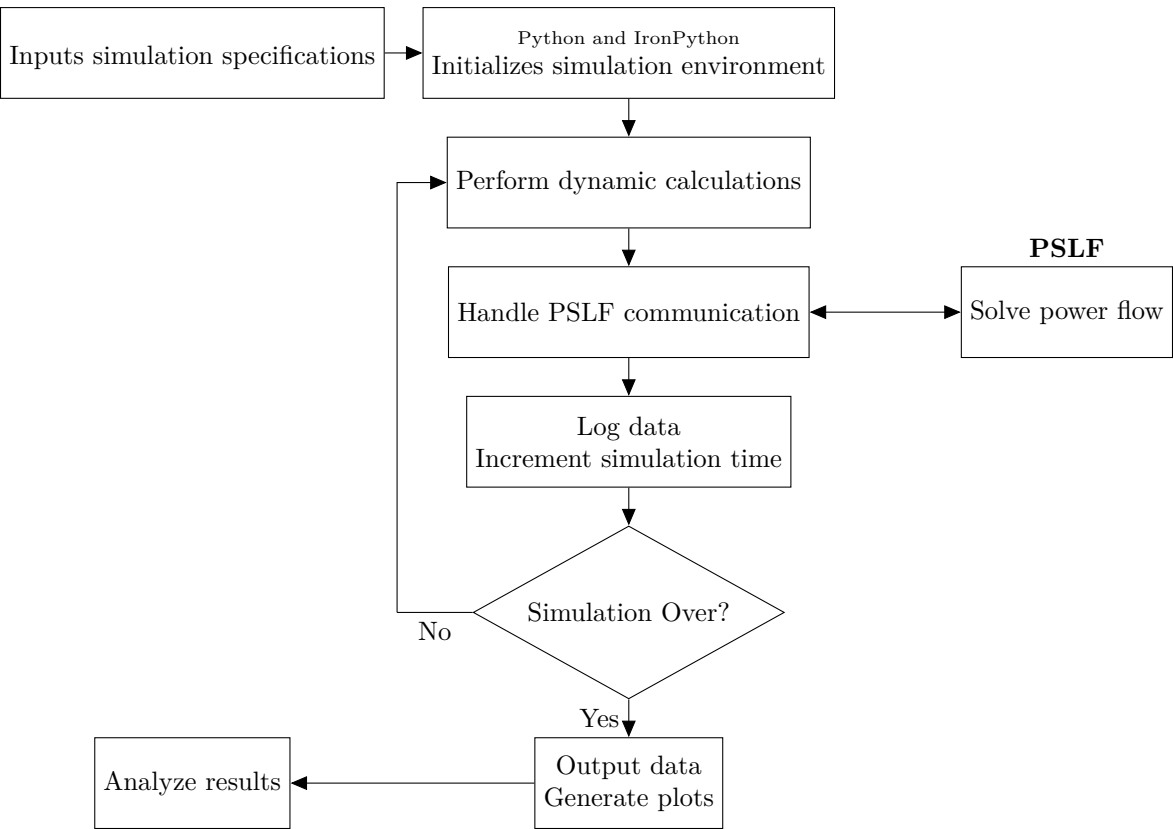 Inputs simulation specifications
Python and IronPython
Initializes simulation environment
Perform dynamic calculations
PSLF
Handle PSLF communication
Solve power flow
Log data
Increment simulation time
Simulation Over?
No
Yes
Analyze results
Output data
Generate plots